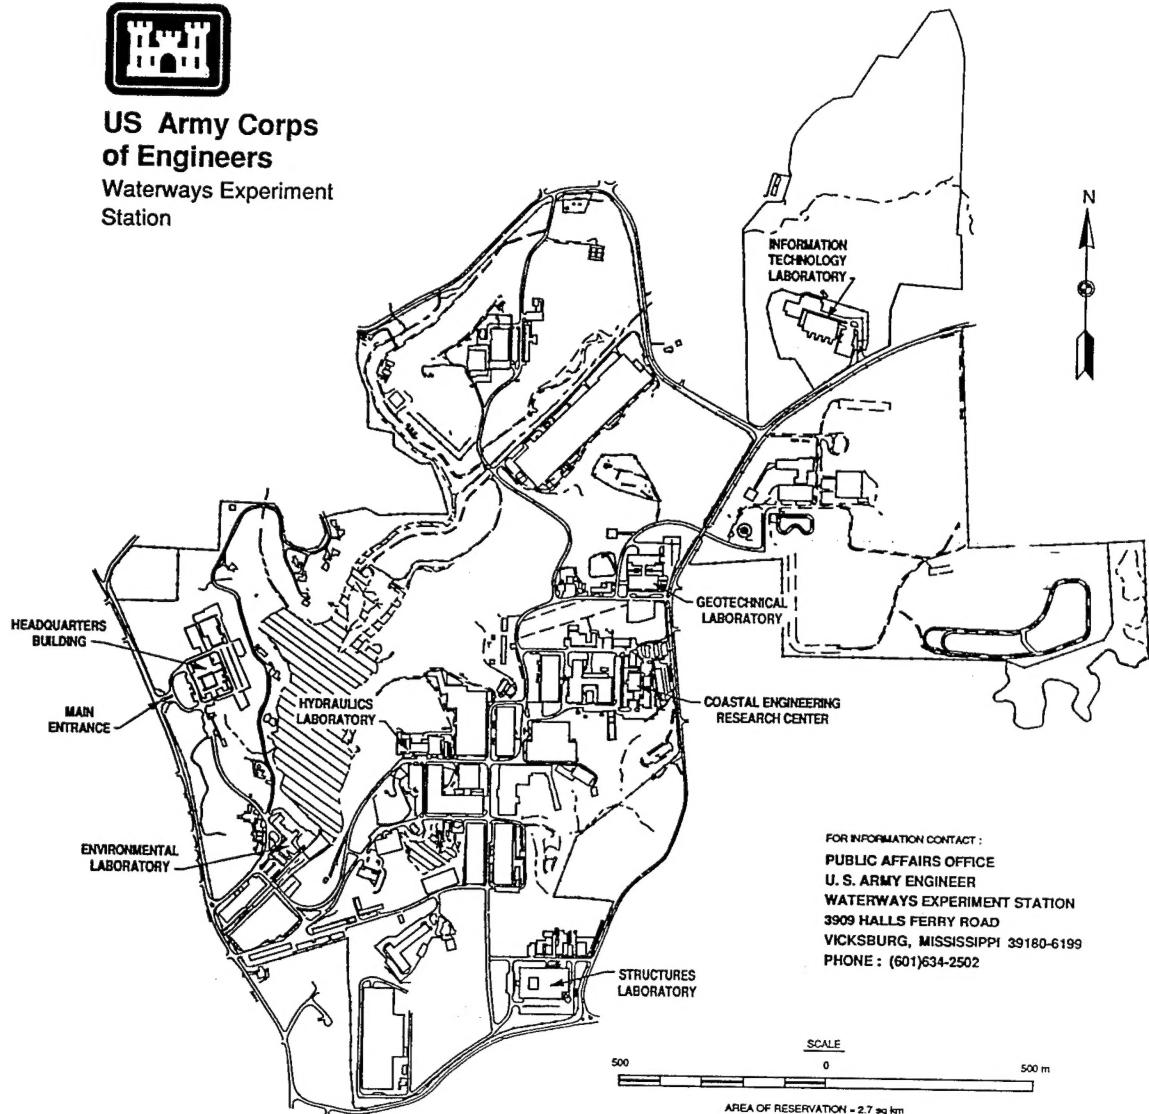 US Army Corps
of Engineers
Waterways Experiment
Station
N
INFORMATION
TECHNOLOGY
LABORATORY
GEOTECHNICAL
LABORATORY
HEADQUARTERS
BUILDING
MAIN
ENTRANCE
HYDRAULICS
LABORATORY
COASTAL ENGINEERING
RESEARCH CENTER
ENVIRONMENTAL
LABORATORY
STRUCTURES
LABORATORY
FOR INFORMATION CONTACT :
PUBLIC AFFAIRS OFFICE
U. S. ARMY ENGINEER
WATERWAYS EXPERIMENT STATION
3909 HALLS FERRY ROAD
VICKSBURG, MISSISSIPPI 39180-6199
PHONE : (601)634-2502
SCALE
500 0 500 m
AREA OF RESERVATION = 2.7 sq km